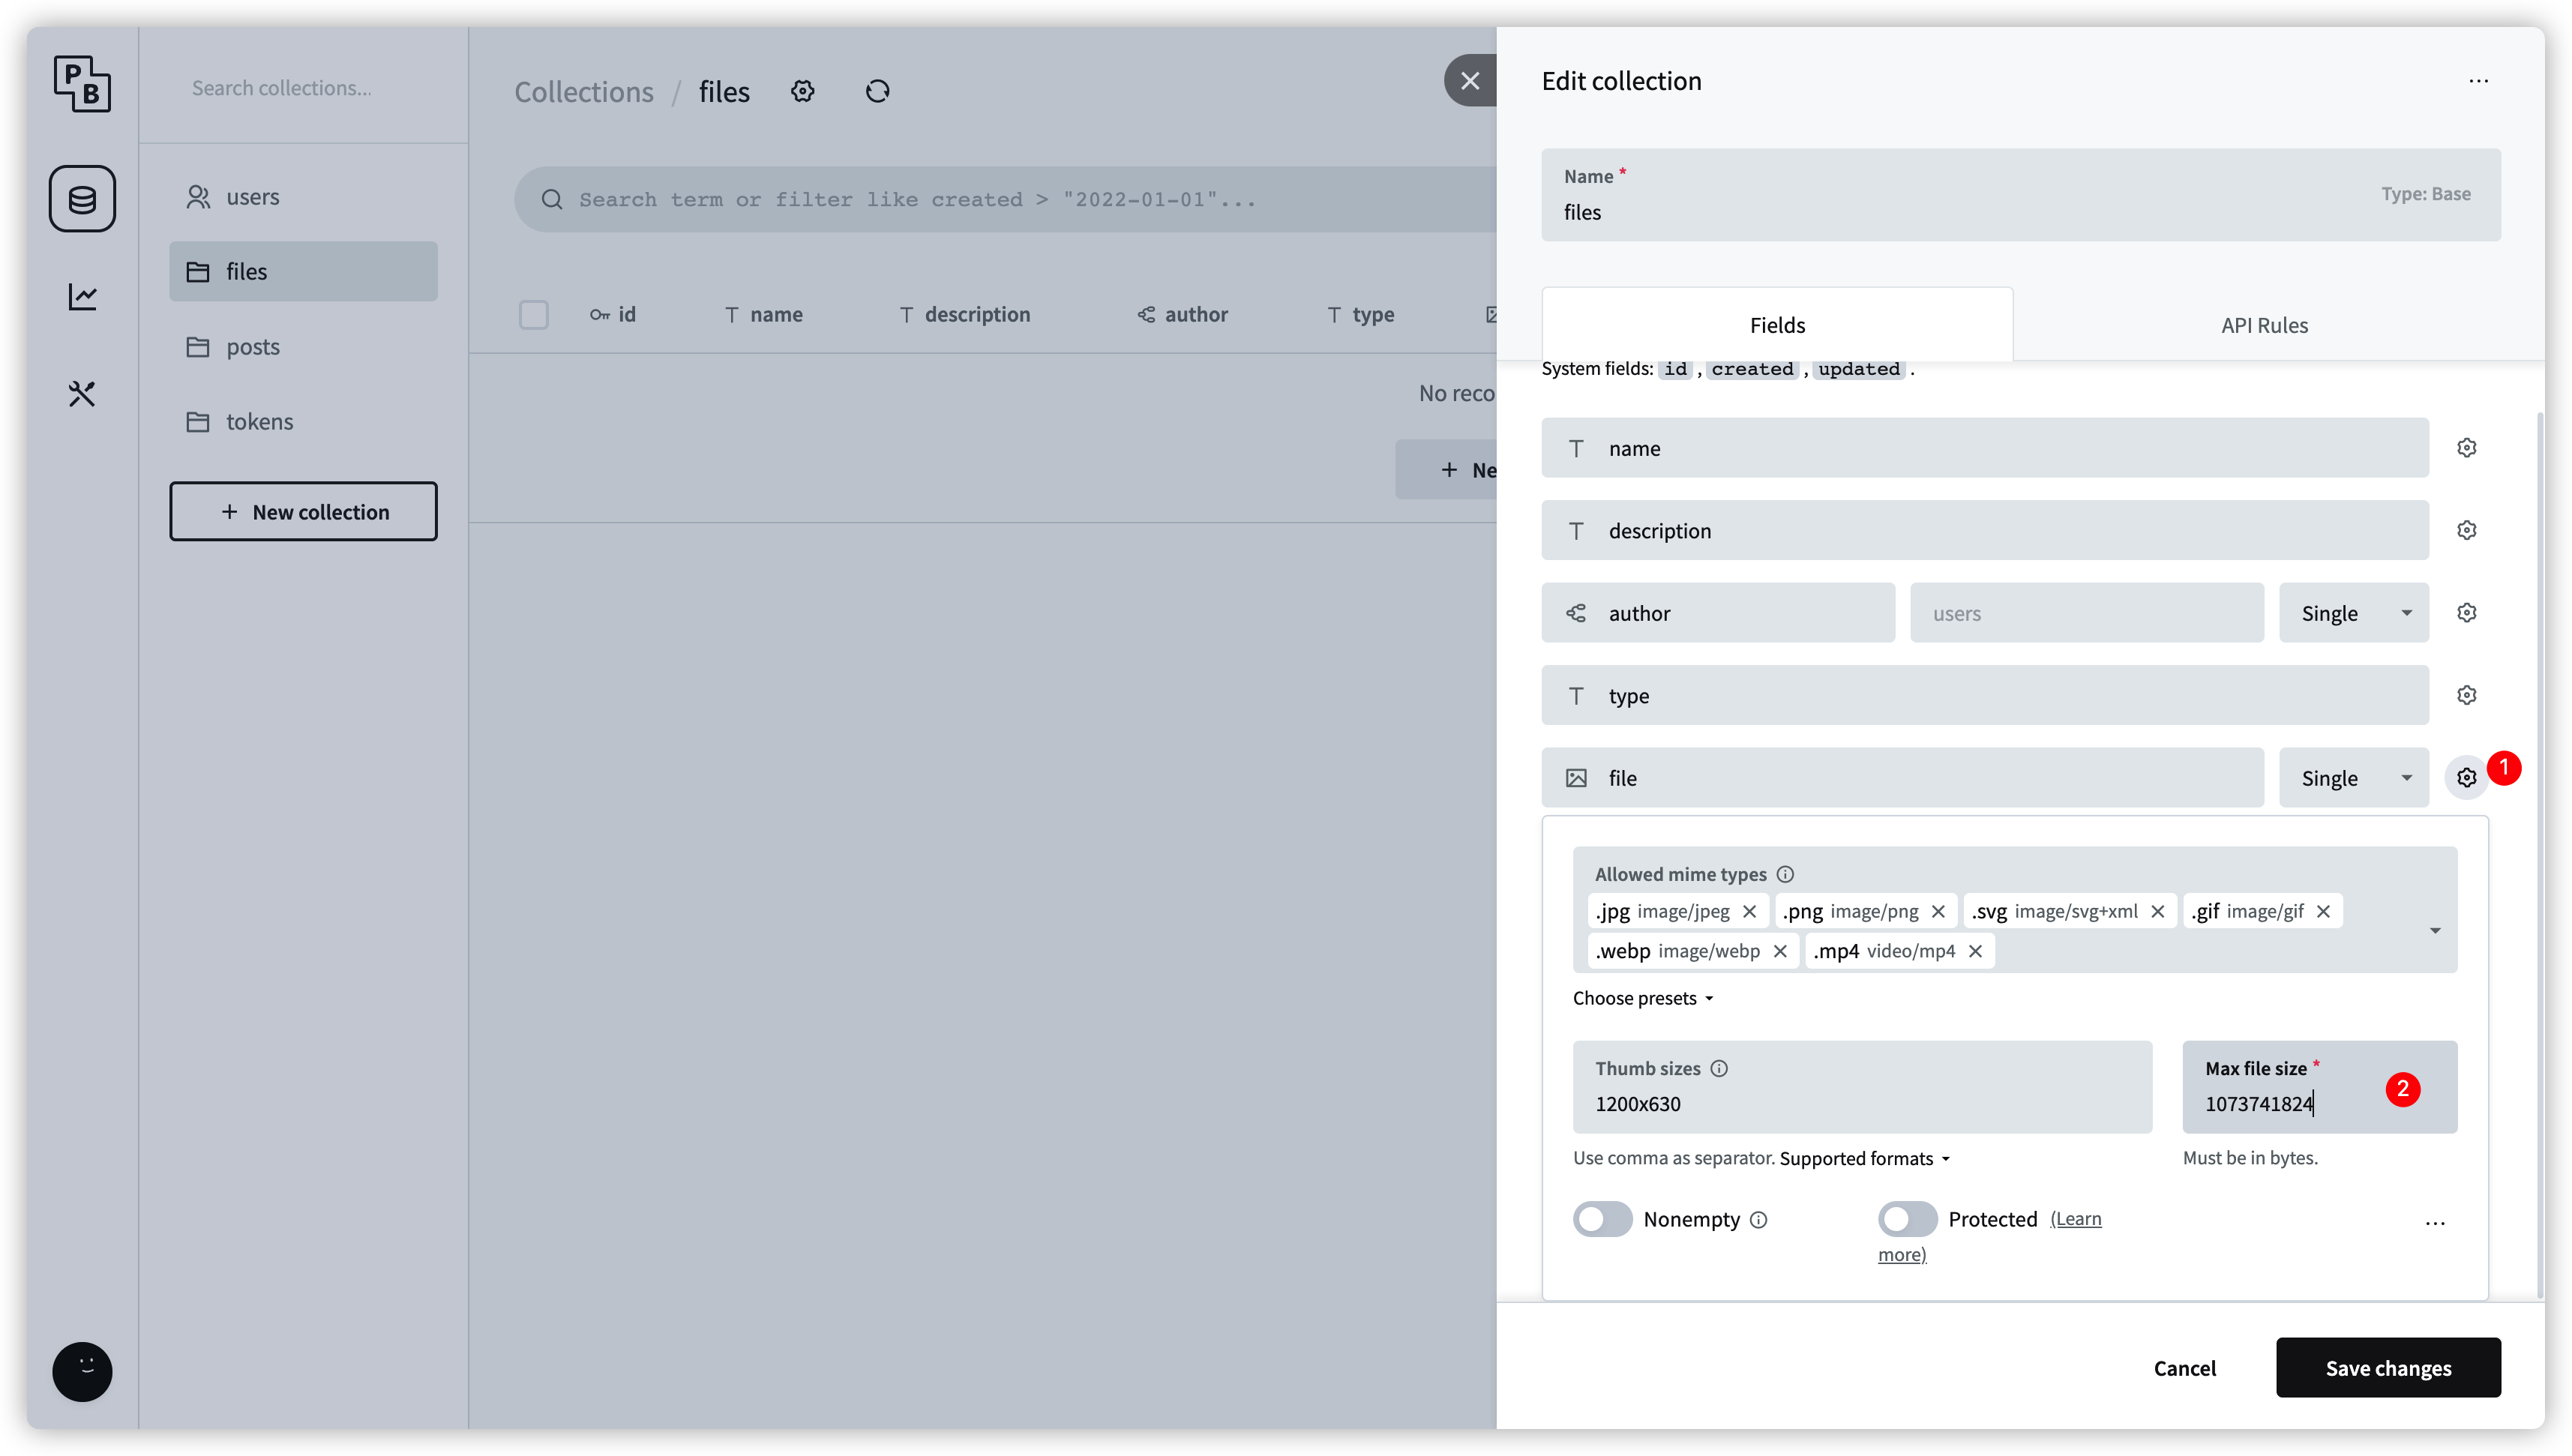 P
B
Search collections...
users
files
posts
tokens
+ New collection
Collections / files
Search term or filter like created > "2022-01-01"...
id name description author type
No reco
+ Ne
Edit collection
...
Name *
files
Type: Base
Fields
API Rules
System fields: id , created , updated .
name
description
author users Single
type
file Single
1
Allowed mime types
.jpg image/jpeg .png image/png .svg image/svg+xml .gif image/gif
.webp image/webp .mp4 video/mp4
Choose presets
Thumb sizes
1200x630
Use comma as separator. Supported formats
Max file size *
1073741824
2
Must be in bytes.
Nonempty
Protected (Learn
more)
...
Cancel
Save changes